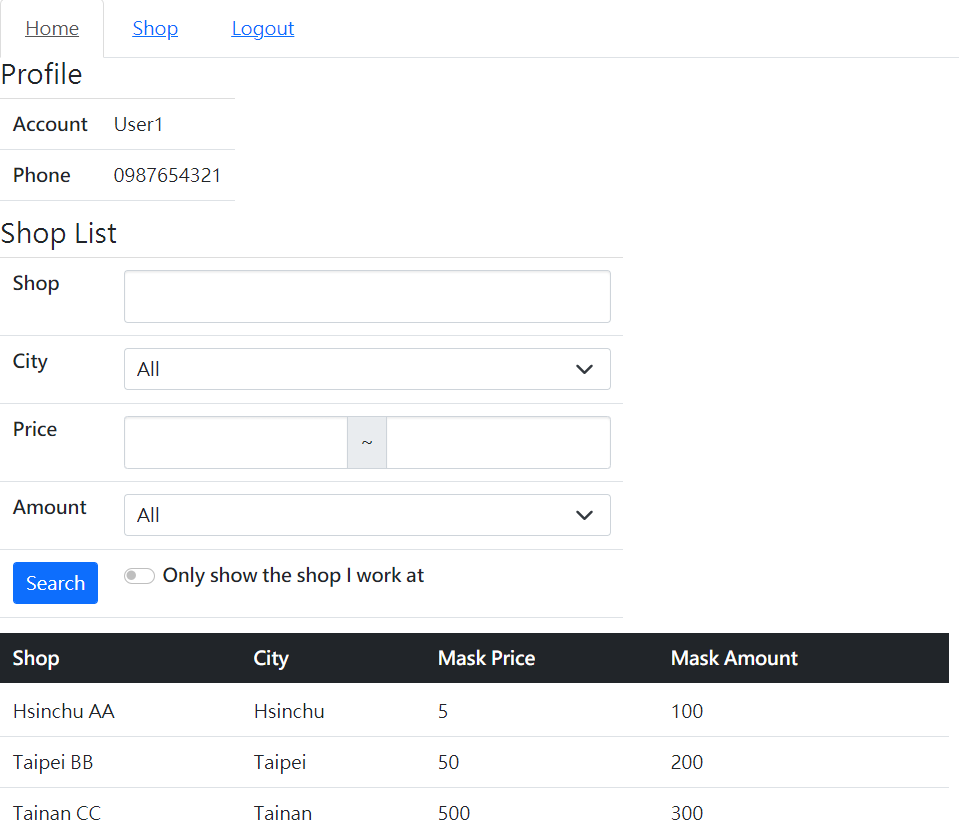 Home Shop Logout
Profile
Account User1
Phone 0987654321
Shop List
Shop
City All
Price ~
Amount All
Search Only show the shop I work at
Shop City Mask Price Mask Amount
Hsinchu AA Hsinchu 5 100
Taipei BB Taipei 50 200
Tainan CC Tainan 500 300